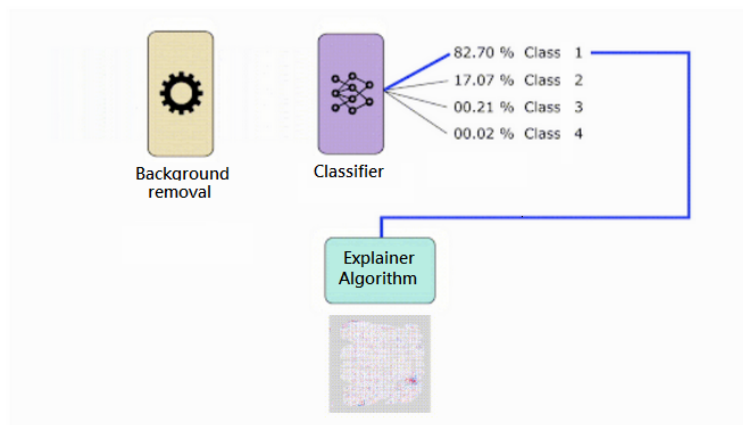 82.70 % Class 1
17.07 % Class 2
00.21 % Class 3
00.02 % Class 4
Background
removal
Classifier
Explainer
Algorithm